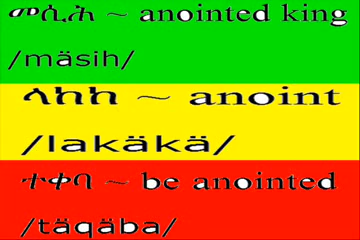 መሲሕ ~ anointed king
/mäsih/
ላከከ ~ anoint
/lakäkä/
ተቀባ ~ be anointed
/täqäba/